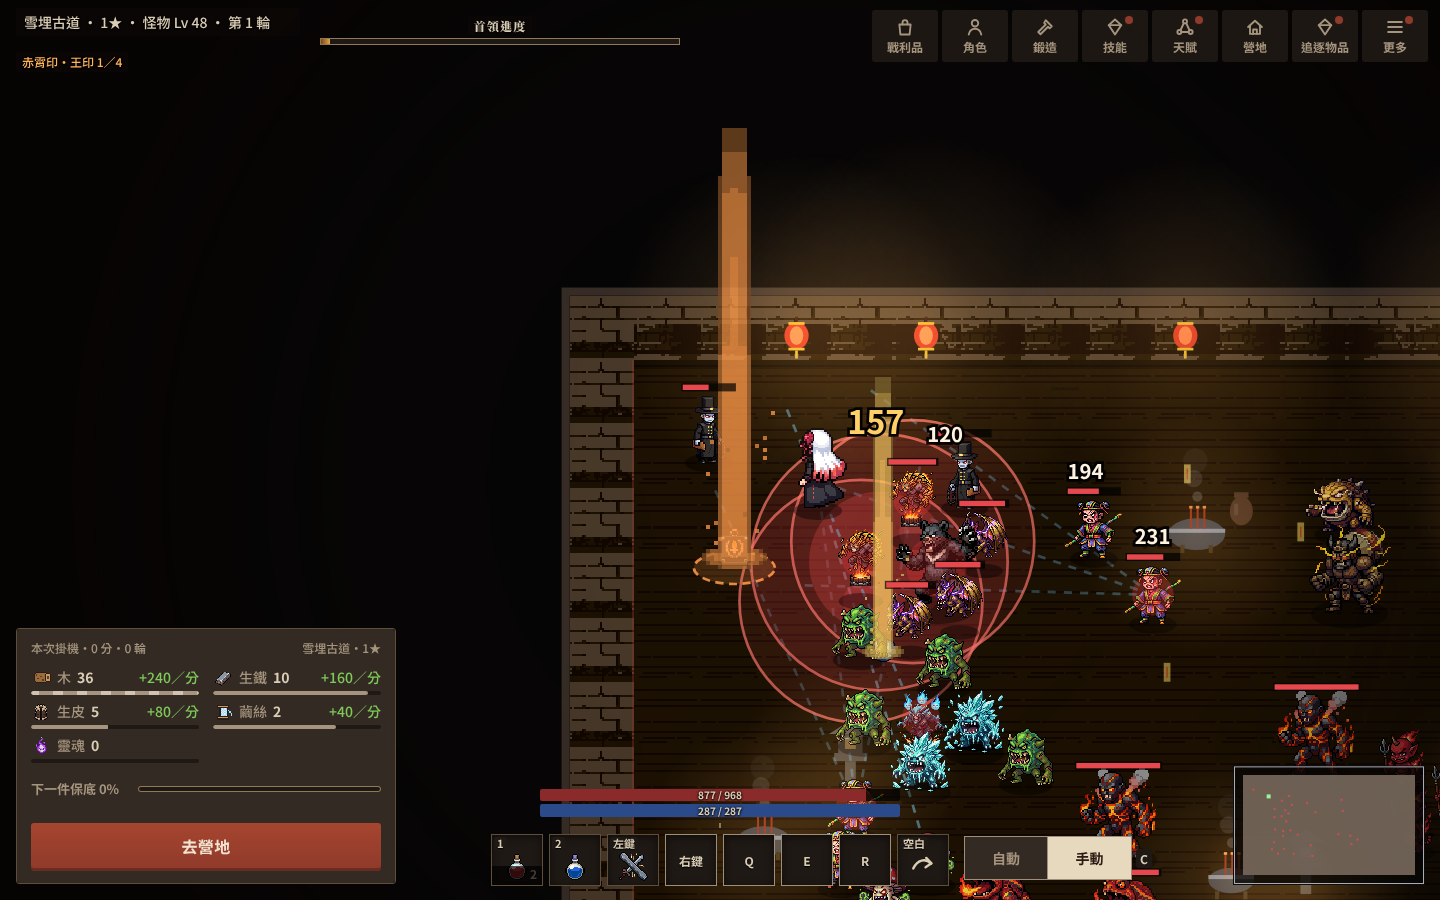 雪埋古道 · 1★ · 怪物 Lv 48 · 第 1 輪
首領進度
戰利品
角色
鍛造
技能
天賦
營地
追逐物品
更多
赤霄印·王印 1／4
157
120
194
231
本次掛機·0 分·0 輪
雪埋古道·1★
木 36 +240／分
生鐵 10 +160／分
生皮 5 +80／分
繭絲 2 +40／分
靈魂 0
下一件保底 0%
去營地
877 / 968
287 / 287
1
2
2
左鍵
右鍵
Q
E
R
空白
自動
手動
C